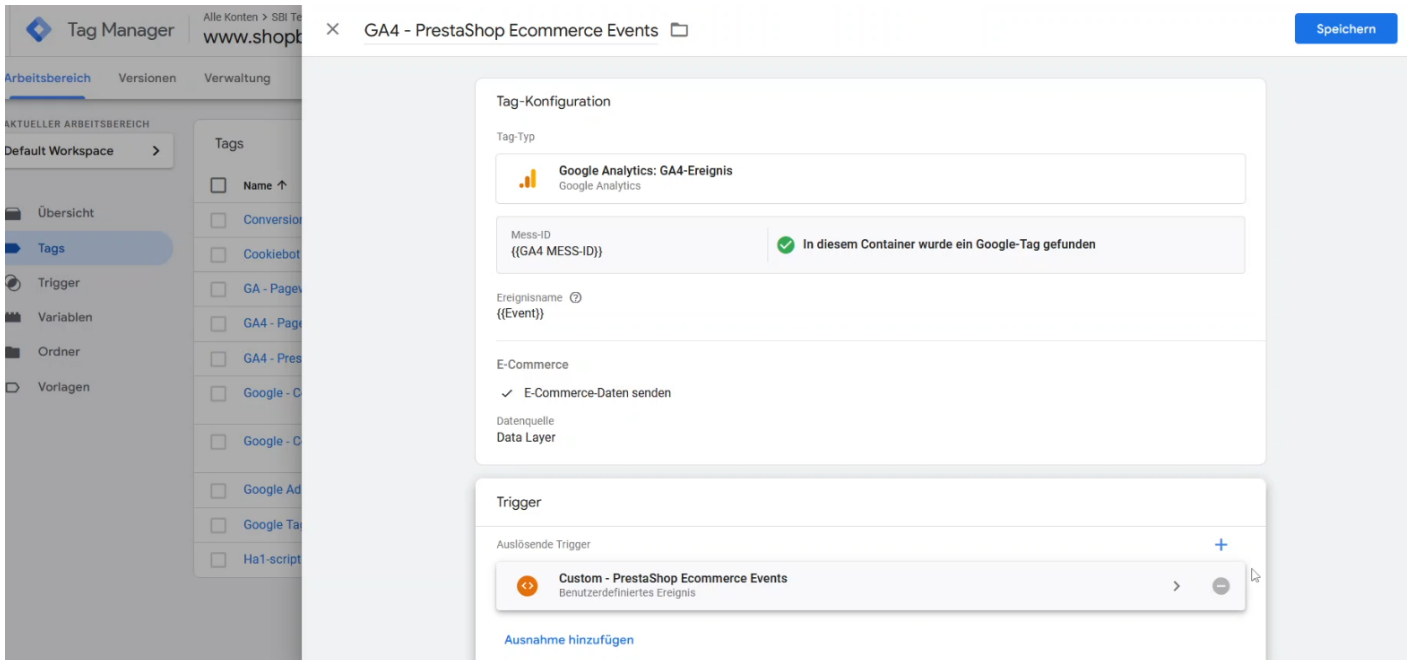 Tag Manager
Alle Konten > SBI Te
www.shopb
GA4 - PrestaShop Ecommerce Events
Speichern
Arbeitsbereich
Versionen
Verwaltung
AKTUELLER ARBEITSBEREICH
Default Workspace
Übersicht
Tags
Trigger
Variablen
Ordner
Vorlagen
Tags
Name
Conversion
Cookiebot
GA - Pagev
GA4 - Page
GA4 - Pres
Google - C
Google - C
Google Ad
Google Tag
Ha1-script
Tag-Konfiguration
Tag-Typ
Google Analytics: GA4-Ereignis
Google Analytics
Mess-ID
{{GA4 MESS-ID}}
In diesem Container wurde ein Google-Tag gefunden
Ereignisname
{{Event}}
E-Commerce
E-Commerce-Daten senden
Datenquelle
Data Layer
Trigger
Auslösende Trigger
Custom - PrestaShop Ecommerce Events
Benutzerdefiniertes Ereignis
Ausnahme hinzufügen